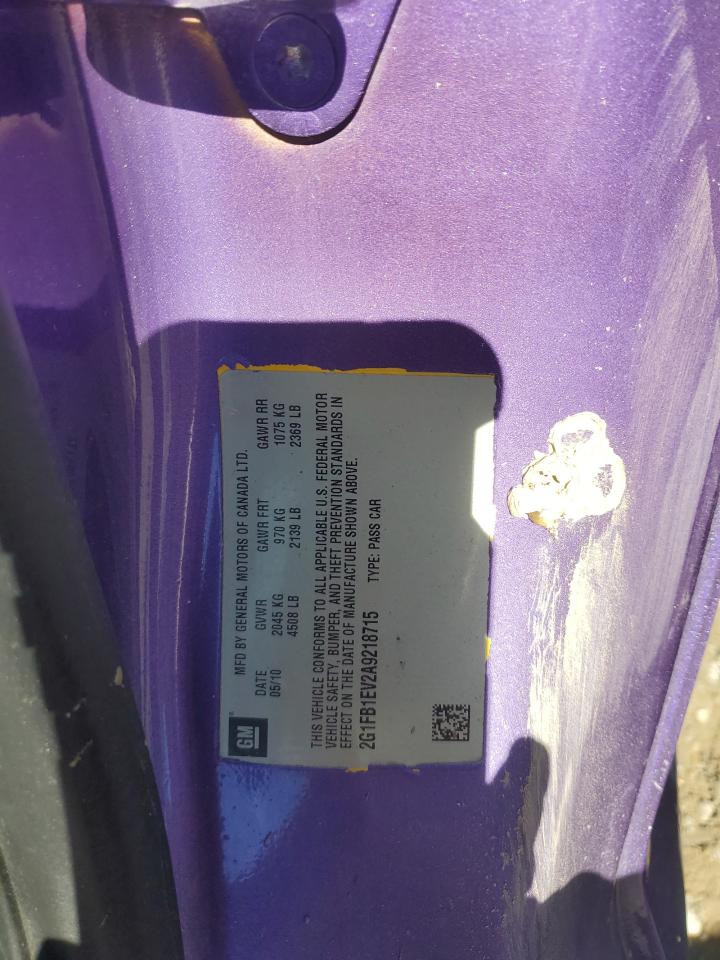 GM
MFD BY GENERAL MOTORS OF CANADA LTD.
DATE GVWR GAWR FRT GAWR RR
05/10 2045 KG 970 KG 1075 KG
4508 LB 2139 LB 2369 LB
THIS VEHICLE CONFORMS TO ALL APPLICABLE U.S. FEDERAL MOTOR
VEHICLE SAFETY, BUMPER, AND THEFT PREVENTION STANDARDS IN
EFFECT ON THE DATE OF MANUFACTURE SHOWN ABOVE.
2G1FB1EV2A9218715 TYPE: PASS CAR